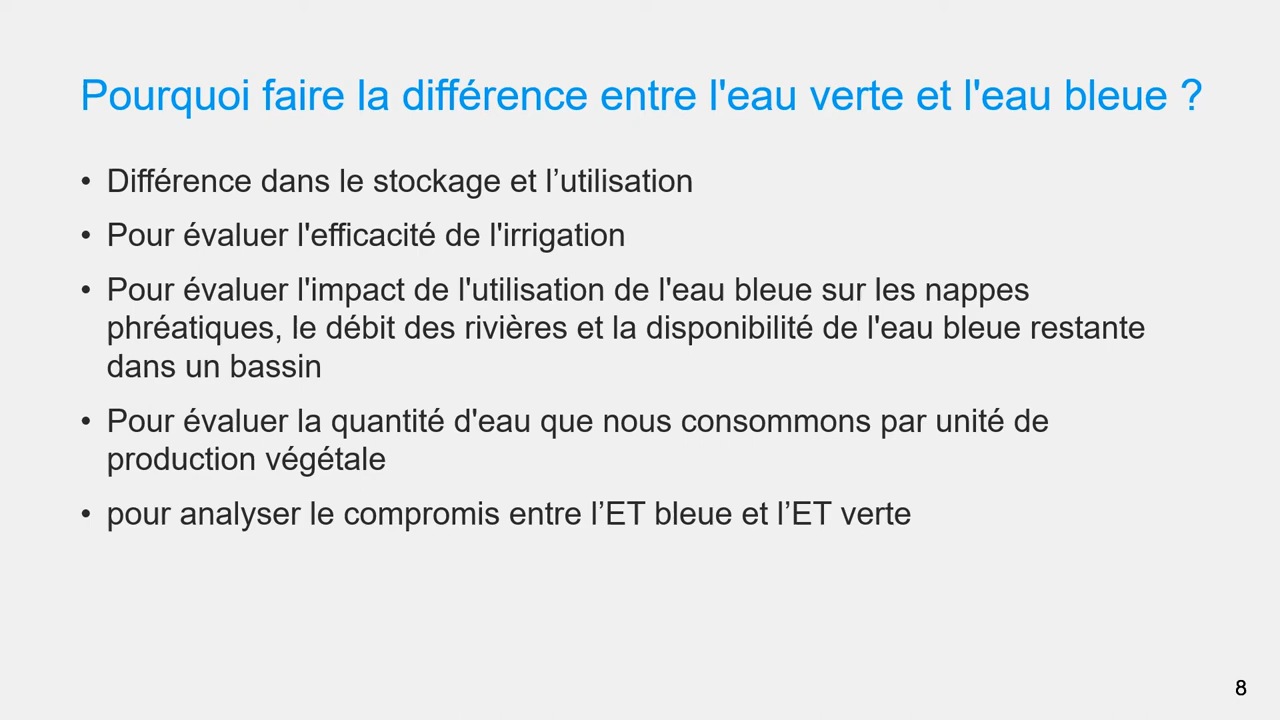 Pourquoi faire la différence entre l'eau verte et l'eau bleue ?
• Différence dans le stockage et l’utilisation
• Pour évaluer l'efficacité de l'irrigation
• Pour évaluer l'impact de l'utilisation de l'eau bleue sur les nappes
phréatiques, le débit des rivières et la disponibilité de l'eau bleue restante
dans un bassin
• Pour évaluer la quantité d'eau que nous consommons par unité de
production végétale
• pour analyser le compromis entre l’ET bleue et l’ET verte
8